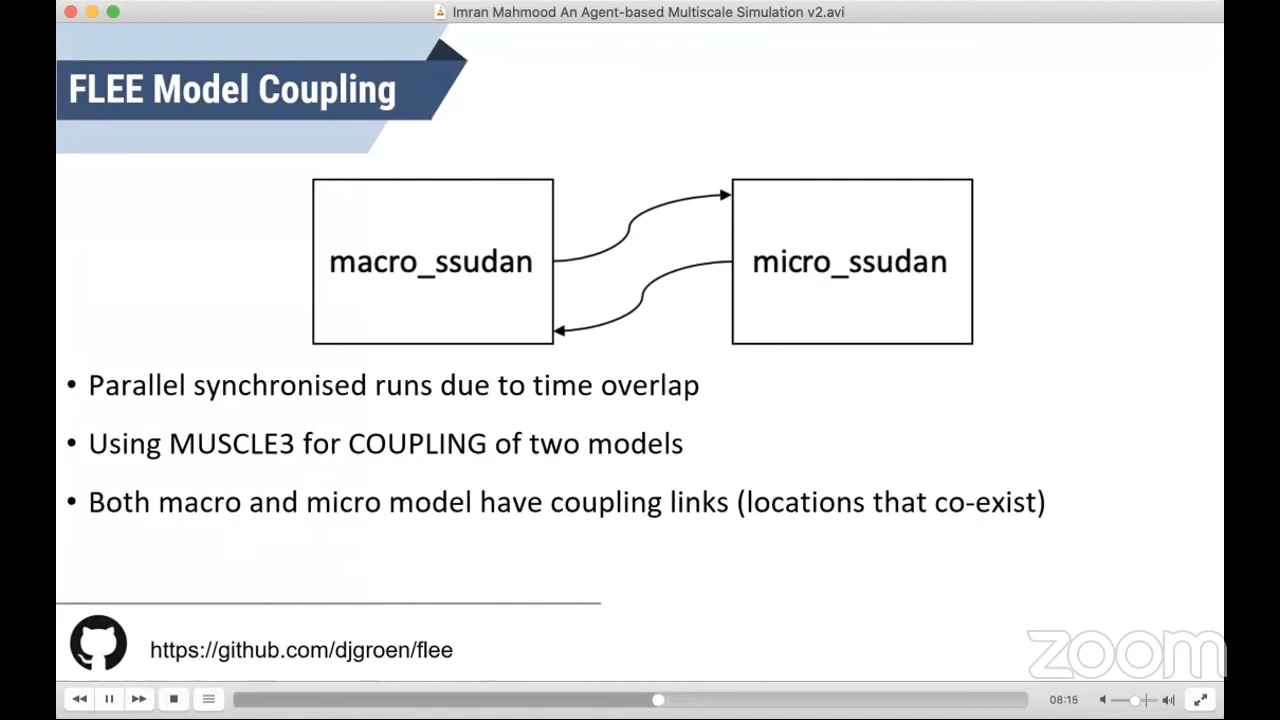 Imran Mahmood An Agent-based Multiscale Simulation v2.avi
FLEE Model Coupling
macro_ssudan
micro_ssudan
• Parallel synchronised runs due to time overlap
• Using MUSCLE3 for COUPLING of two models
• Both macro and micro model have coupling links (locations that co-exist)
https://github.com/djgroen/flee
zoom
08:15